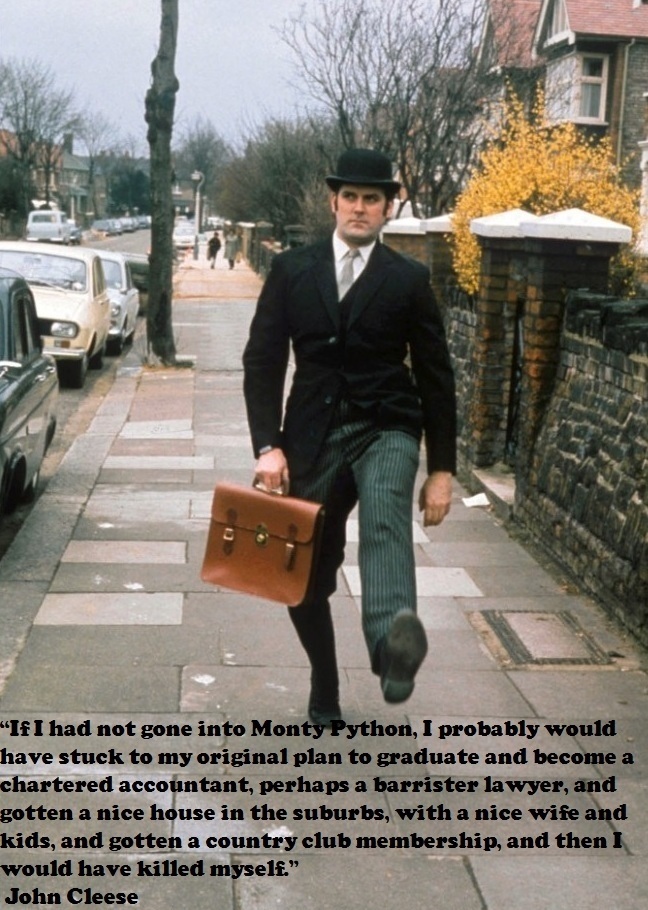 “If I had not gone into Monty Python, I probably would
have stuck to my original plan to graduate and become a
chartered accountant, perhaps a barrister lawyer, and
gotten a nice house in the suburbs, with a nice wife and
kids, and gotten a country club membership, and then I
would have killed myself.”
John Cleese